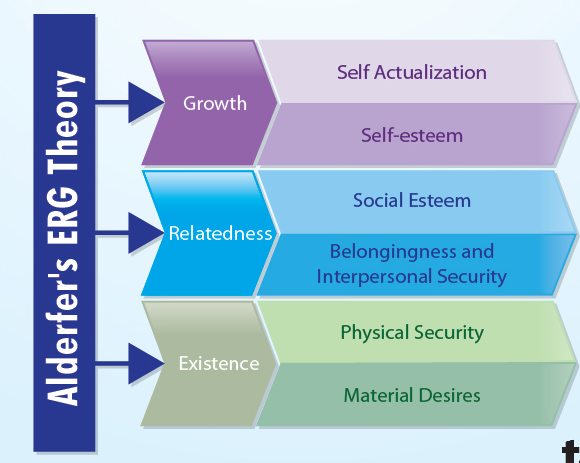 Alderfer's ERG Theory
Growth
Self Actualization
Self-esteem
Relatedness
Social Esteem
Belongingness and
Interpersonal Security
Existence
Physical Security
Material Desires